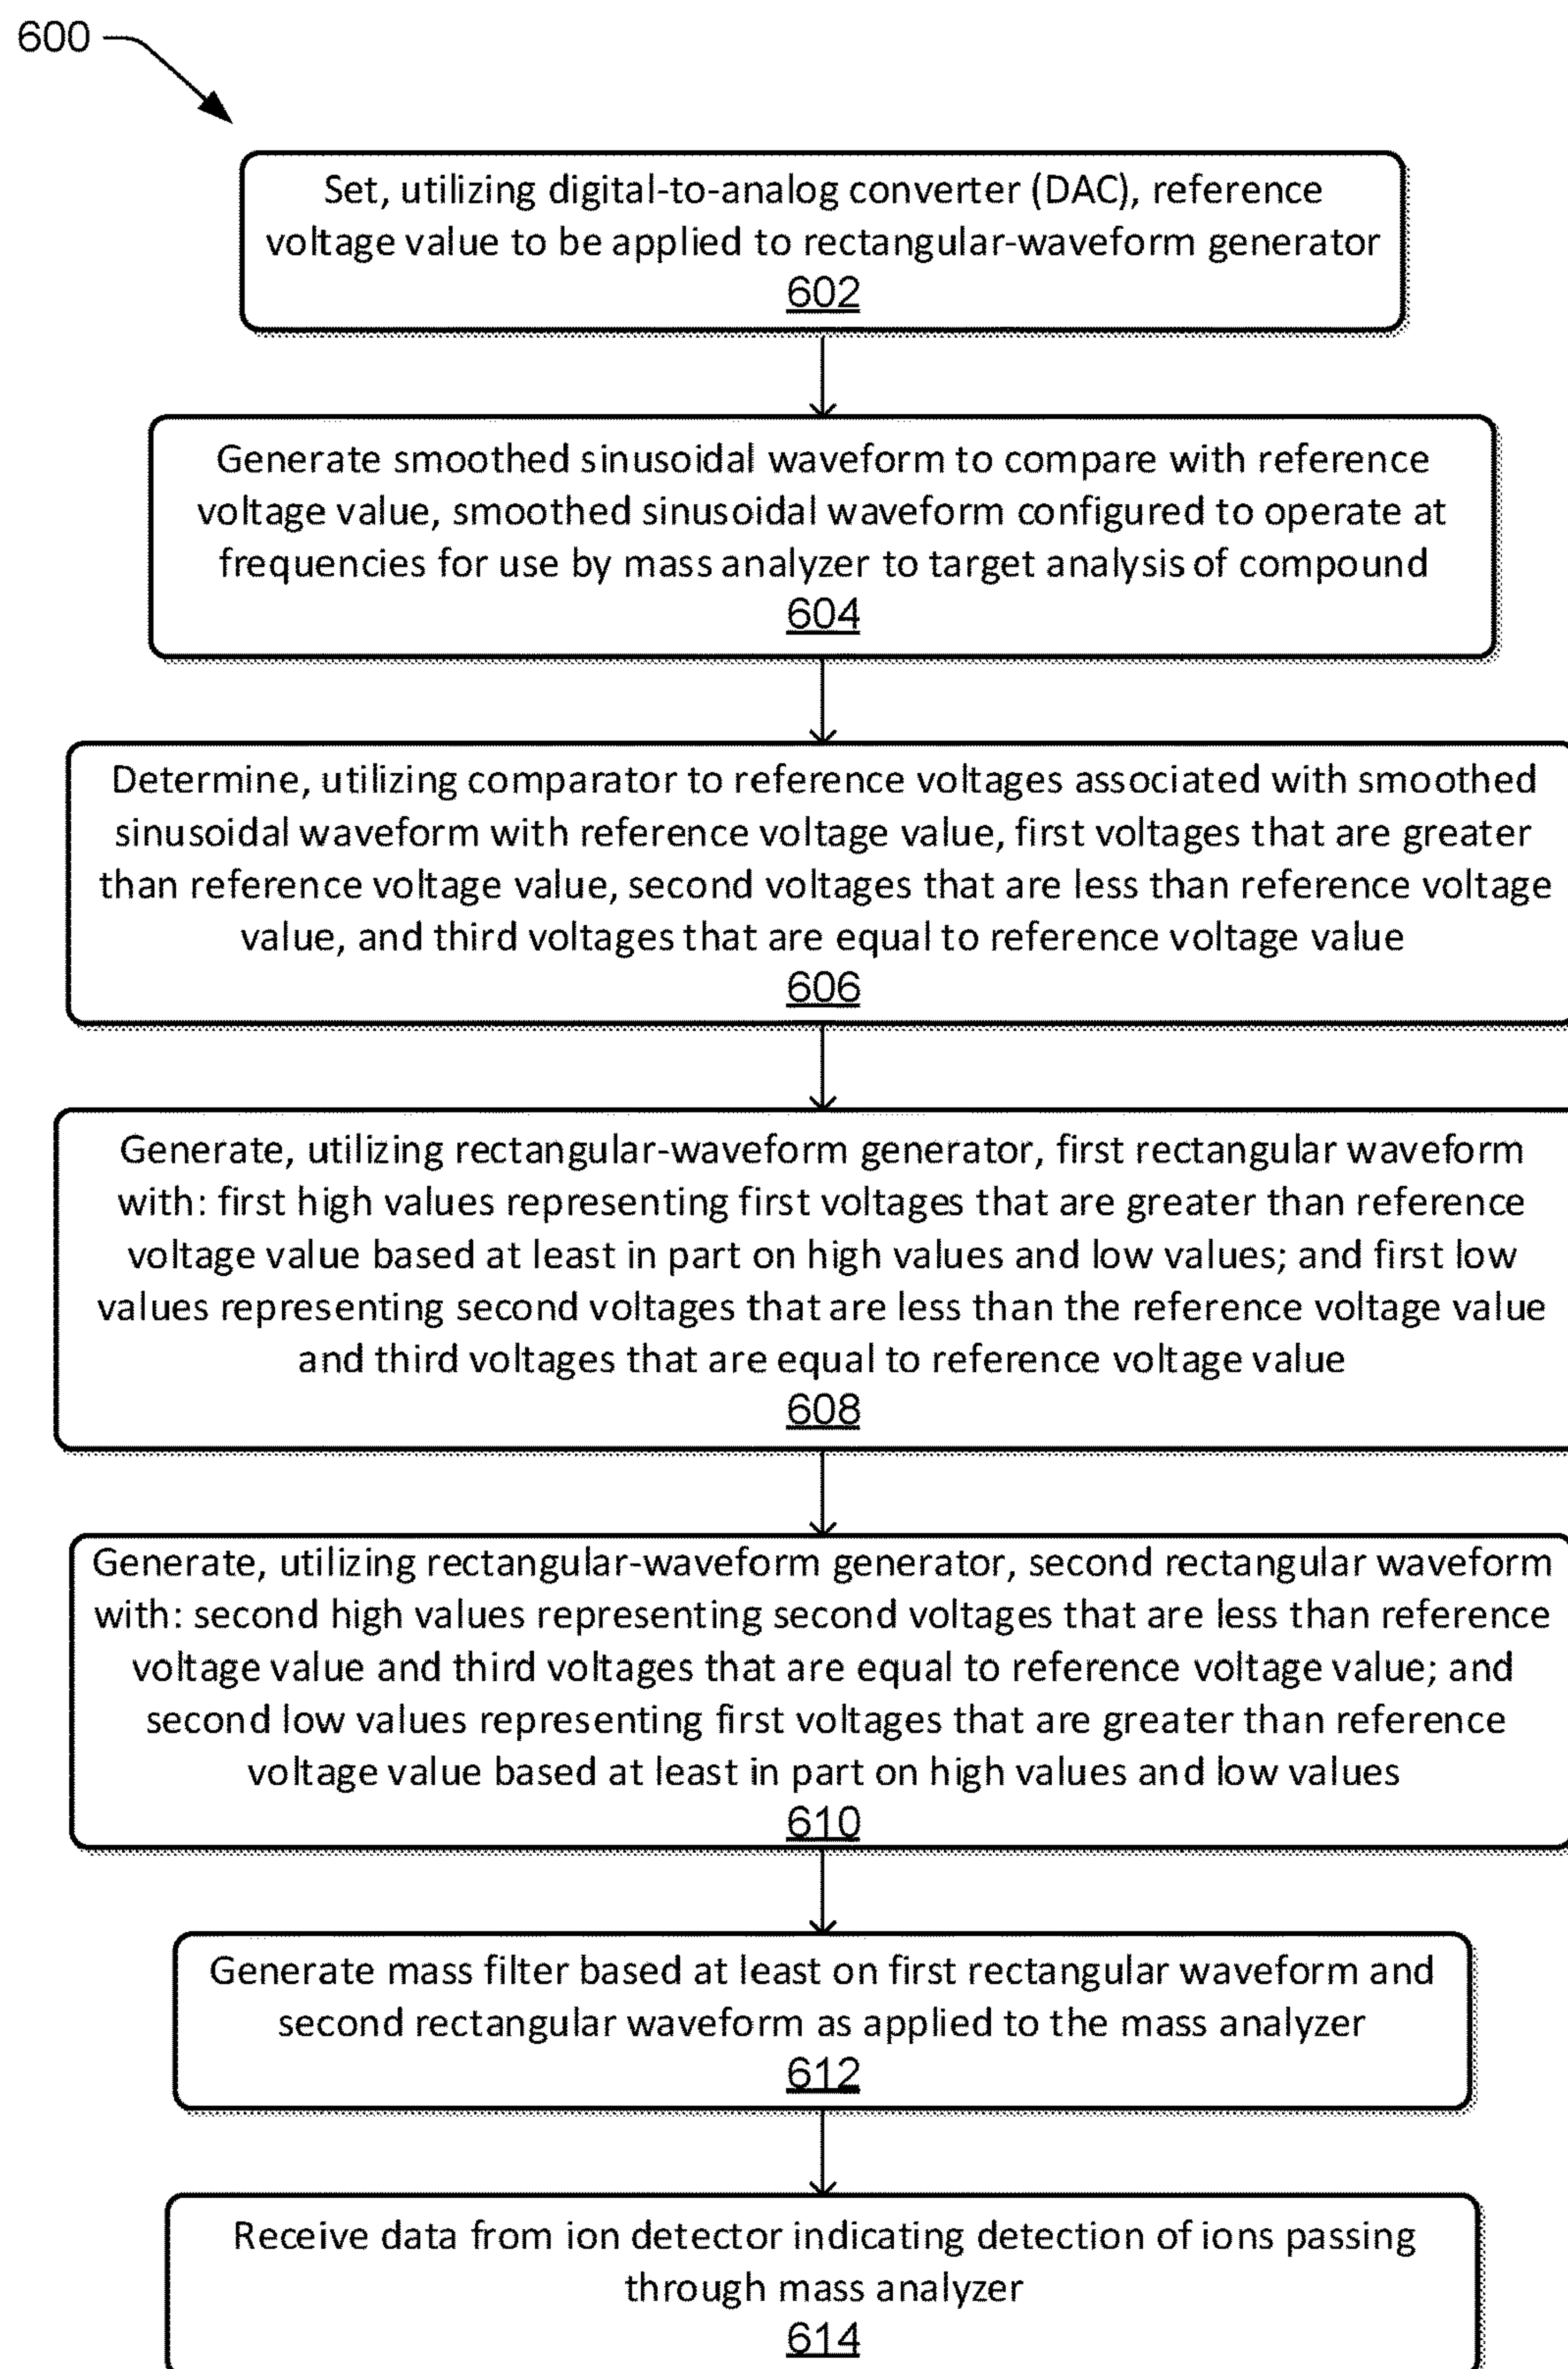 600
Set, utilizing digital-to-analog converter (DAC), reference
voltage value to be applied to rectangular-waveform generator
602
Generate smoothed sinusoidal waveform to compare with reference
voltage value, smoothed sinusoidal waveform configured to operate at
frequencies for use by mass analyzer to target analysis of compound
604
Determine, utilizing comparator to reference voltages associated with smoothed
sinusoidal waveform with reference voltage value, first voltages that are greater
than reference voltage value, second voltages that are less than reference voltage
value, and third voltages that are equal to reference voltage value
606
Generate, utilizing rectangular-waveform generator, first rectangular waveform
with: first high values representing first voltages that are greater than reference
voltage value based at least in part on high values and low values; and first low
values representing second voltages that are less than the reference voltage value
and third voltages that are equal to reference voltage value
608
Generate, utilizing rectangular-waveform generator, second rectangular waveform
with: second high values representing second voltages that are less than reference
voltage value and third voltages that are equal to reference voltage value; and
second low values representing first voltages that are greater than reference
voltage value based at least in part on high values and low values
610
Generate mass filter based at least on first rectangular waveform and
second rectangular waveform as applied to the mass analyzer
612
Receive data from ion detector indicating detection of ions passing
through mass analyzer
614